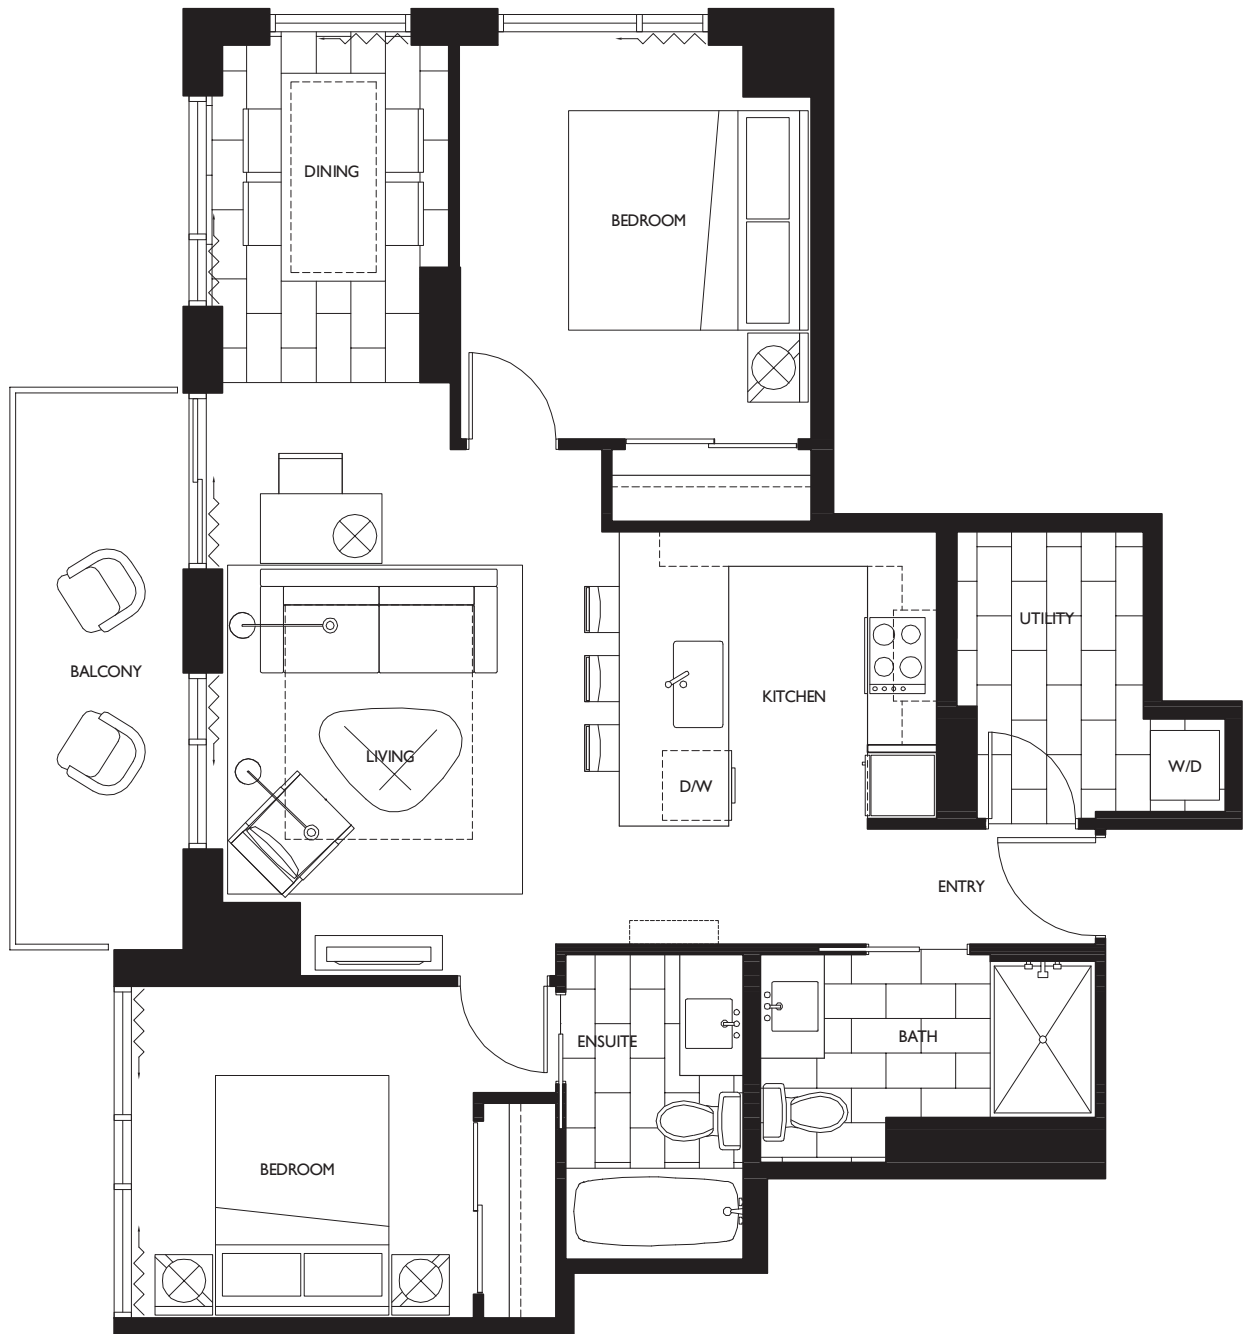 DINING
BEDROOM
UTILITY
BALCONY
KITCHEN
LIVING
W/D
D/W
ENTRY
BATH
ENSUITE
BEDROOM